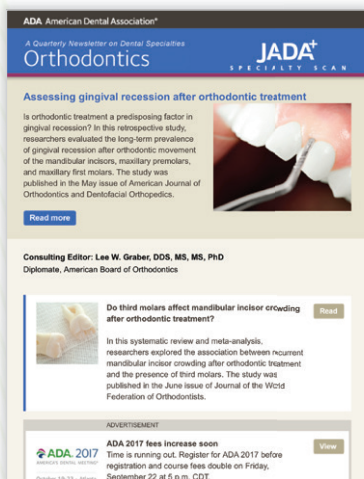 ADA American Dental Association®
A Quarterly Newsletter on Dental Specialties
Orthodontics
JADA+
SPECIALTY SCAN
Assessing gingival recession after orthodontic treatment
Is orthodontic treatment a predisposing factor in
gingival recession? In this retrospective study,
researchers evaluated the long-term prevalence
of gingival recession after orthodontic movement
of the mandibular incisors, maxillary premolars,
and maxillary first molars. The study was
published in the May issue of American Journal of
Orthodontics and Dentofacial Orthopedics.
Read more
Consulting Editor: Lee W. Graber, DDS, MS, MS, PhD
Diplomate, American Board of Orthodontics
Do third molars affect mandibular incisor crowding
after orthodontic treatment?
Read
In this systematic review and meta-analysis,
researchers explored the association between recurrent
mandibular incisor crowding after orthodontic treatment
and the presence of third molars. The study was
published in the June issue of Journal of the World
Federation of Orthodontists.
ADVERTISEMENT
ADA. 2017
AMERICA'S DENTAL MEETING®
ADA 2017 fees increase soon
Time is running out. Register for ADA 2017 before
registration and course fees double on Friday,
September 22 at 5 p.m. CDT.
View